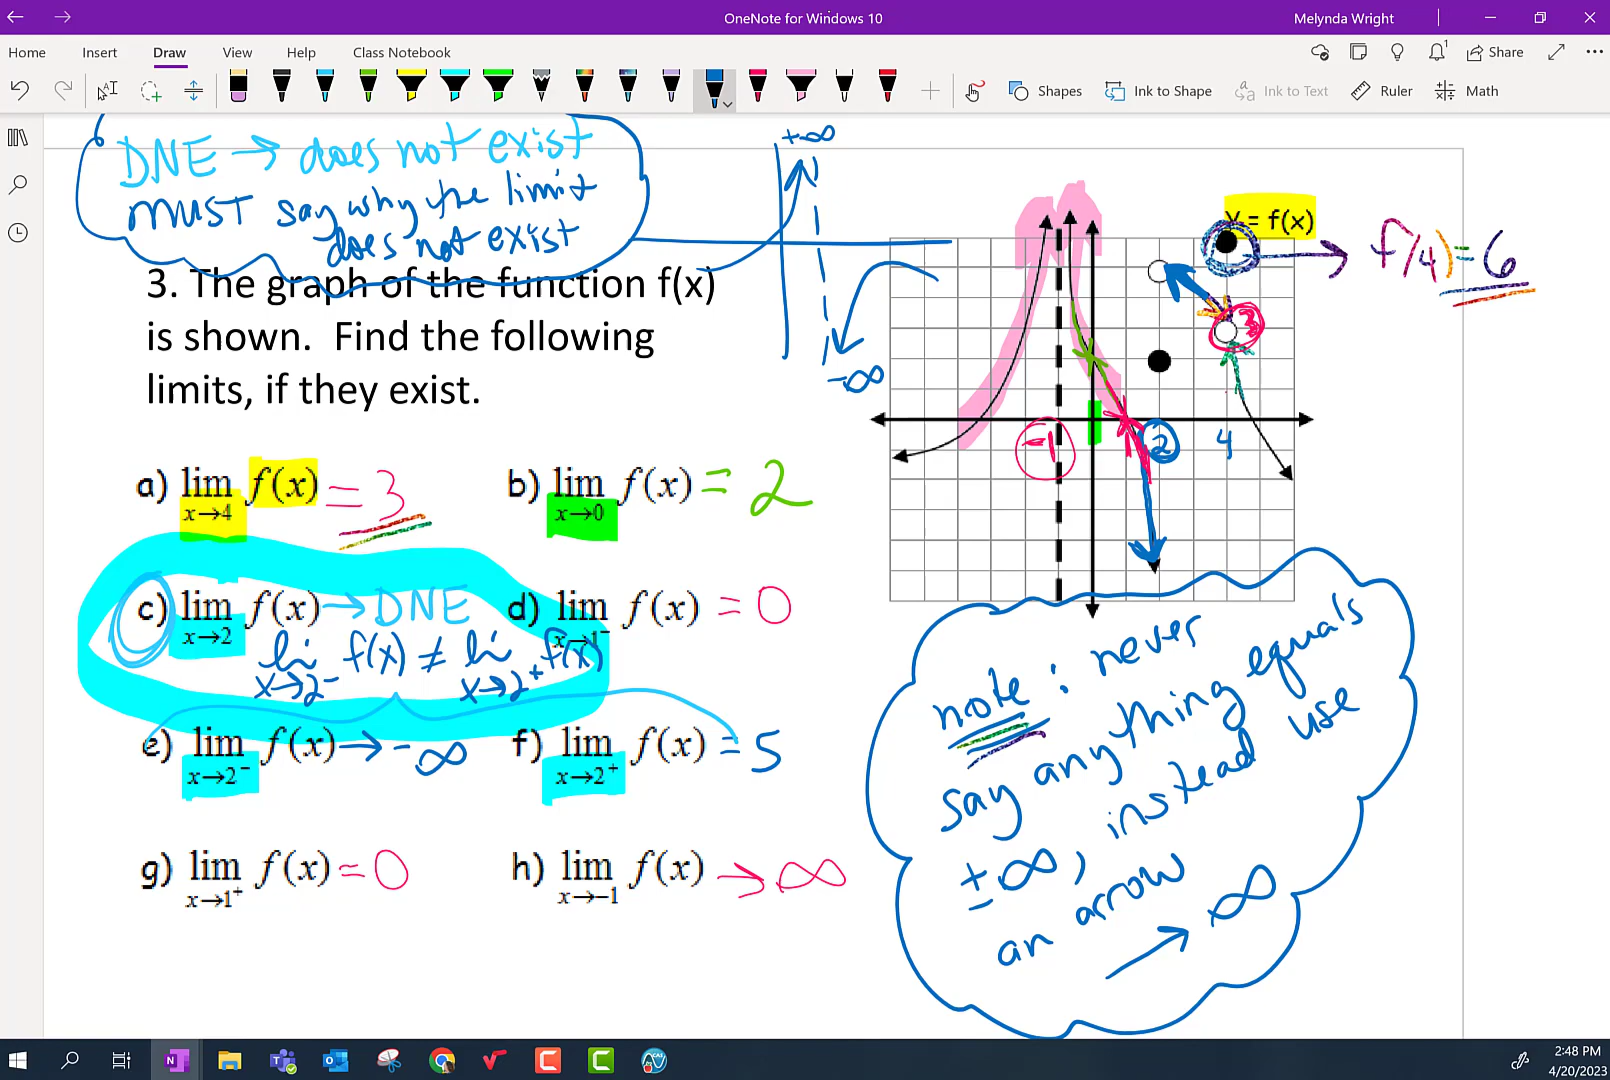 OneNote for Windows 10
Melynda Wright
Home Insert Draw View Help Class Notebook
1
Share
Shapes Ink to Shape Ink to Text Ruler Math
DNE → does not exist
MUST say why the limit
does not exist
+∞
-∞
3. The graph of the function f(x)
is shown. Find the following
limits, if they exist.
y = f(x)
f(4) = 6
3
-1
2
4
a) lim f(x) = 3
x→4
b) lim f(x) = 2
x→0
c) lim f(x) → DNE
x→2
lim f(x) ≠ lim f(x)
x→2⁻ x→2⁺
d) lim f(x) = 0
x→1⁻
e) lim f(x) → -∞
x→2⁻
f) lim f(x) = 5
x→2⁺
g) lim f(x) = 0
x→1⁺
h) lim f(x) → ∞
x→-1
note: never
say anything equals
±∞, instead use
an arrow
→ ∞
2:48 PM
4/20/2023